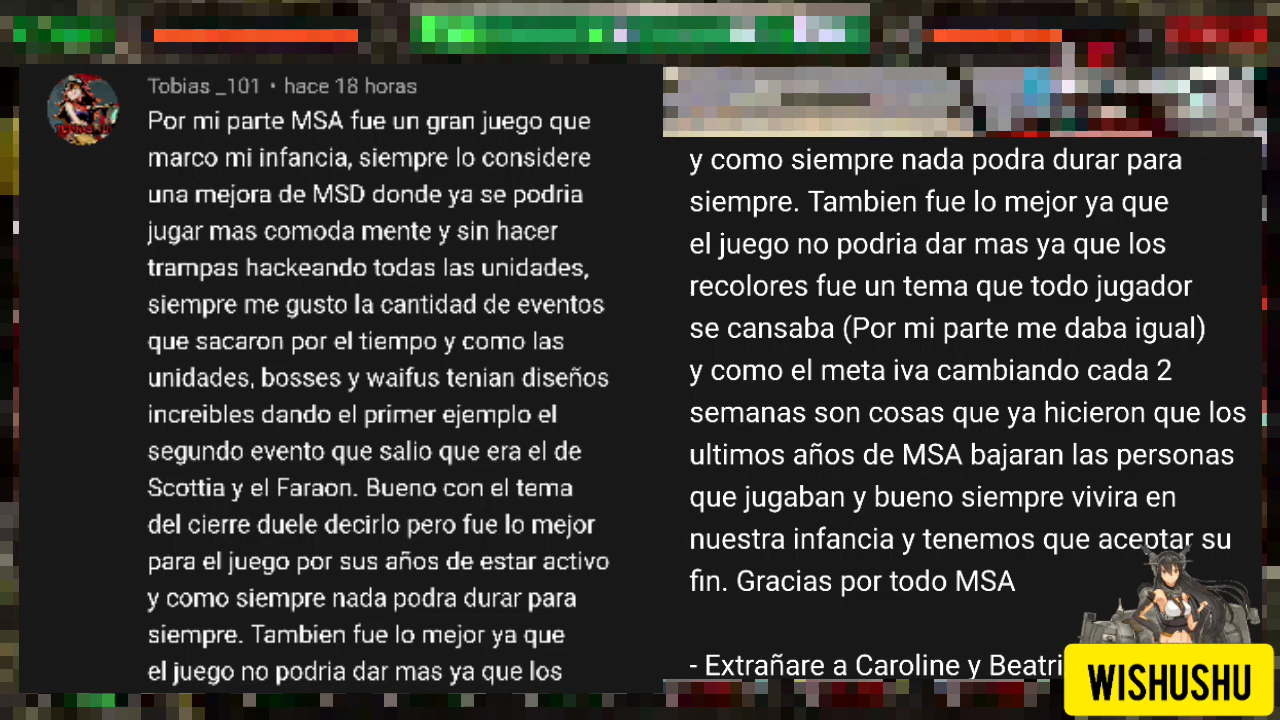 Tobias _101 · hace 18 horas
Por mi parte MSA fue un gran juego que
marco mi infancia, siempre lo considere
una mejora de MSD donde ya se podria
jugar mas comoda mente y sin hacer
trampas hackeando todas las unidades,
siempre me gusto la cantidad de eventos
que sacaron por el tiempo y como las
unidades, bosses y waifus tenian diseños
increibles dando el primer ejemplo el
segundo evento que salio que era el de
Scottia y el Faraon. Bueno con el tema
del cierre duele decirlo pero fue lo mejor
para el juego por sus años de estar activo
y como siempre nada podra durar para
siempre. Tambien fue lo mejor ya que
el juego no podria dar mas ya que los
y como siempre nada podra durar para
siempre. Tambien fue lo mejor ya que
el juego no podria dar mas ya que los
recolores fue un tema que todo jugador
se cansaba (Por mi parte me daba igual)
y como el meta iva cambiando cada 2
semanas son cosas que ya hicieron que los
ultimos años de MSA bajaran las personas
que jugaban y bueno siempre vivira en
nuestra infancia y tenemos que aceptar su
fin. Gracias por todo MSA
- Extrañare a Caroline y Beatri
WISHUSHU